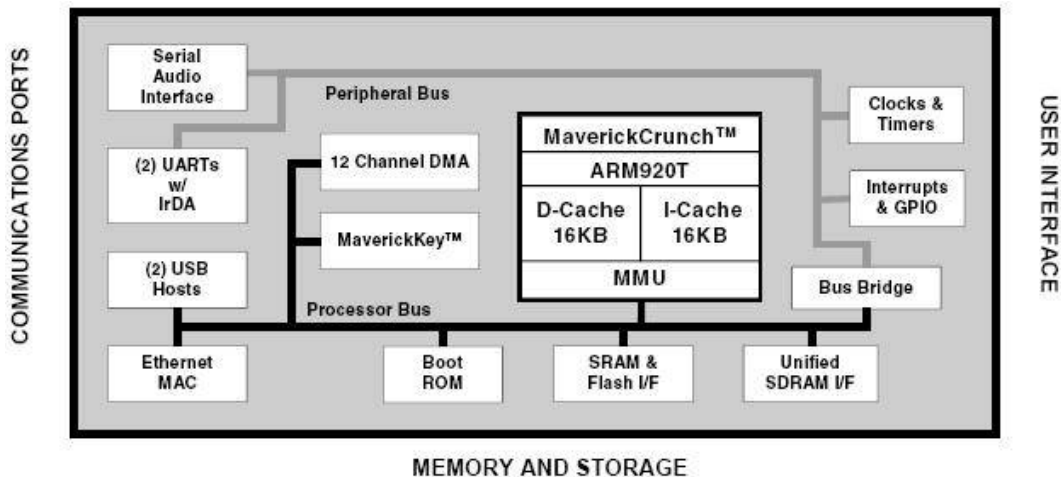 COMMUNICATIONS PORTS
Serial
Audio
Interface
Peripheral Bus
(2) UARTs
w/
IrDA
12 Channel DMA
MaverickKey™
(2) USB
Hosts
Processor Bus
MaverickCrunch™
ARM920T
D-Cache
16KB
I-Cache
16KB
MMU
Clocks &
Timers
Interrupts
& GPIO
Bus Bridge
Ethernet
MAC
Boot
ROM
SRAM &
Flash I/F
Unified
SDRAM I/F
USER INTERFACE
MEMORY AND STORAGE